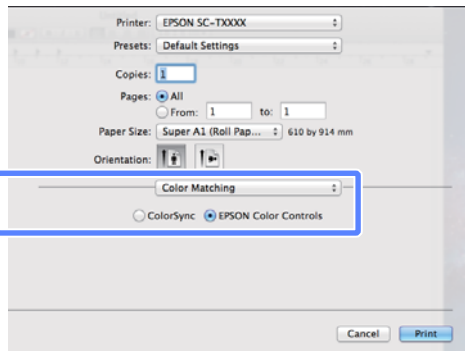 Printer: EPSON SC-TXXXX
Presets: Default Settings
Copies: 1
Pages: All
From: 1 to: 1
Paper Size: Super A1 (Roll Pap... 610 by 914 mm
Orientation:
Color Matching
ColorSync EPSON Color Controls
Cancel Print